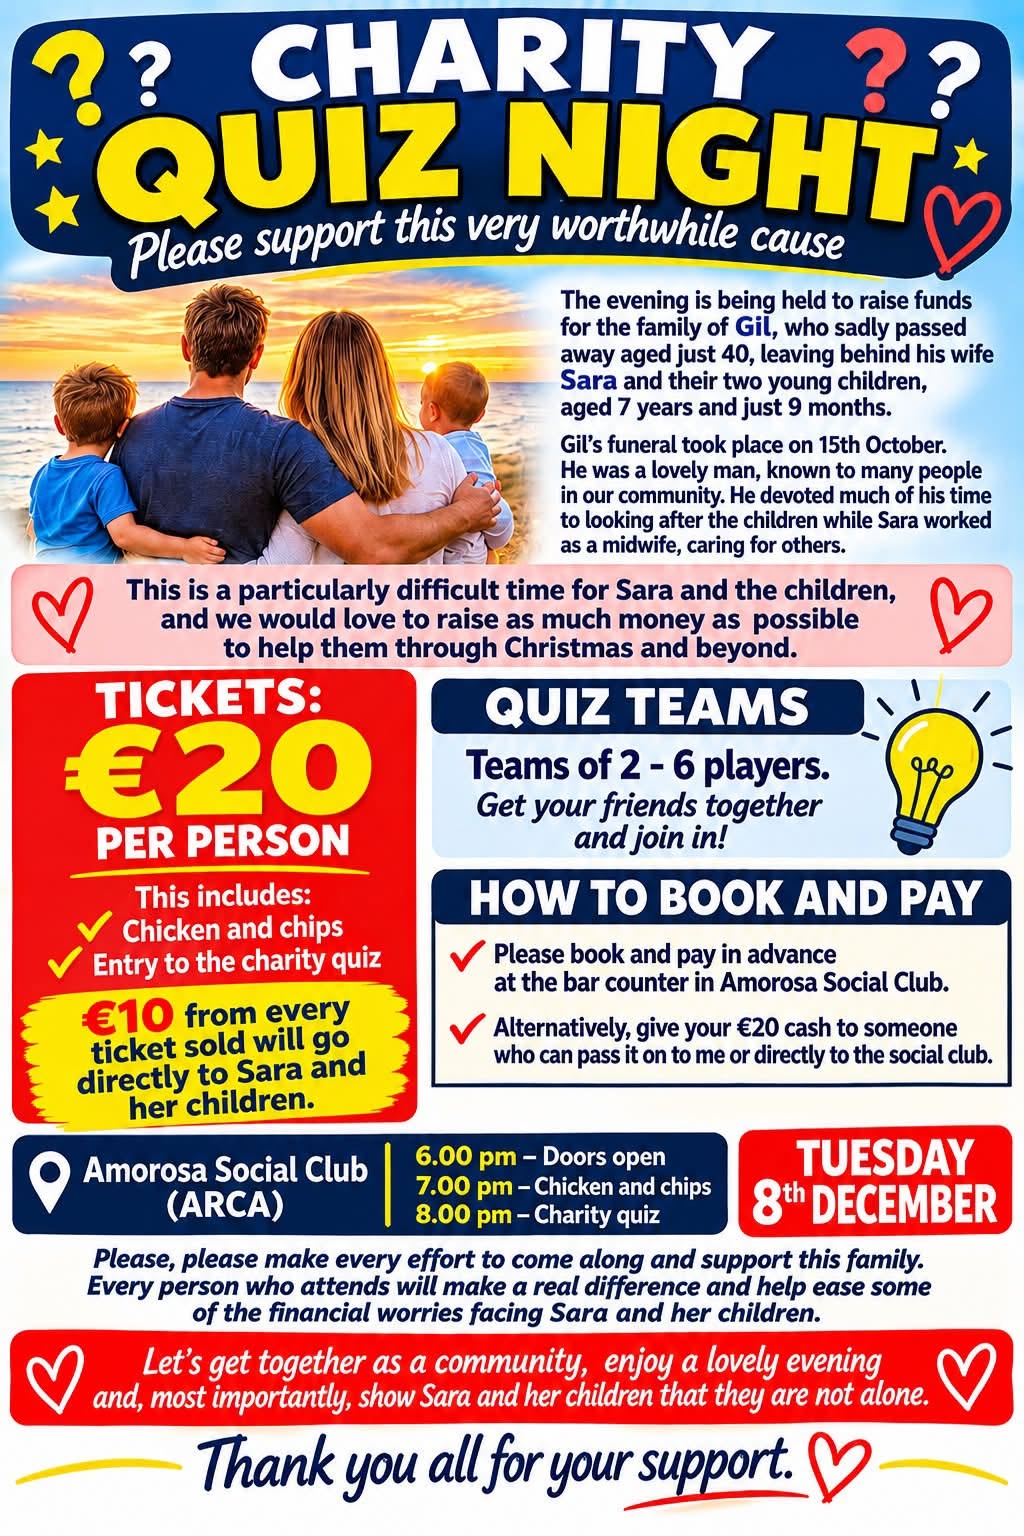 CHARITY
QUIZ NIGHT
Please support this very worthwhile cause
The evening is being held to raise funds
for the family of Gil, who sadly passed
away aged just 40, leaving behind his wife
Sara and their two young children,
aged 7 years and just 9 months.
Gil's funeral took place on 15th October.
He was a lovely man, known to many people
in our community. He devoted much of his time
to looking after the children while Sara worked
as a midwife, caring for others.
This is a particularly difficult time for Sara and the children,
and we would love to raise as much money as possible
to help them through Christmas and beyond.
TICKETS:
€20
PER PERSON
This includes:
Chicken and chips
Entry to the charity quiz
€10 from every
ticket sold will go
directly to Sara and
her children.
QUIZ TEAMS
Teams of 2 - 6 players.
Get your friends together
and join in!
HOW TO BOOK AND PAY
Please book and pay in advance
at the bar counter in Amorosa Social Club.
Alternatively, give your €20 cash to someone
who can pass it on to me or directly to the social club.
Amorosa Social Club
(ARCA)
6.00 pm – Doors open
7.00 pm – Chicken and chips
8.00 pm – Charity quiz
TUESDAY
8th DECEMBER
Please, please make every effort to come along and support this family.
Every person who attends will make a real difference and help ease some
of the financial worries facing Sara and her children.
Let's get together as a community, enjoy a lovely evening
and, most importantly, show Sara and her children that they are not alone.
Thank you all for your support.